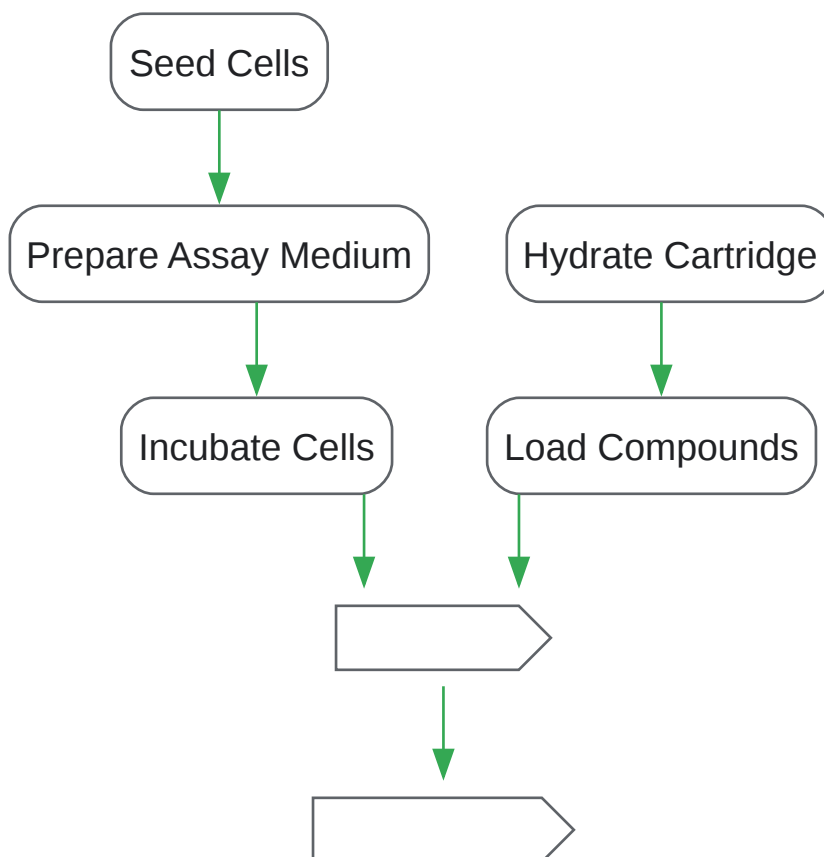 Seed Cells
Prepare Assay Medium
Hydrate Cartridge
Incubate Cells
Load Compounds